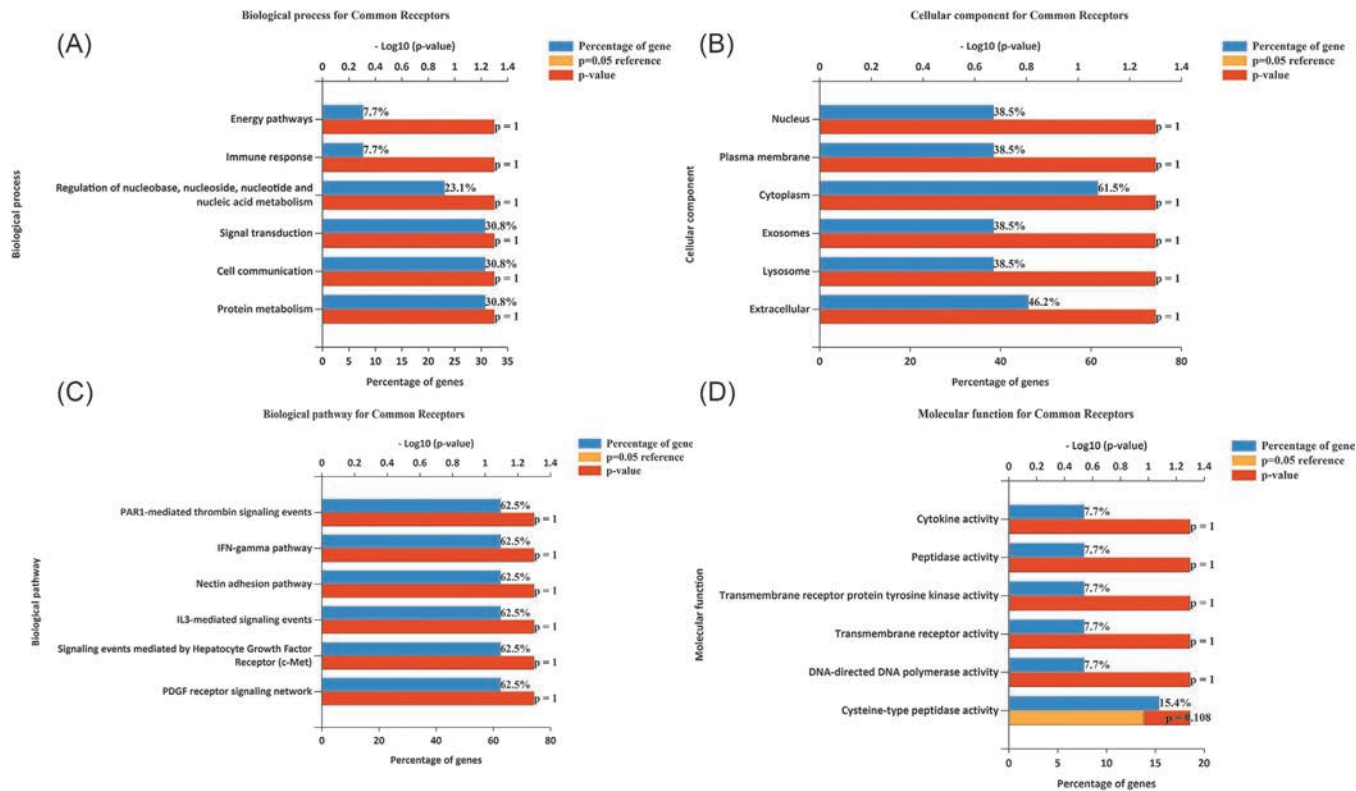 (A)
Biological process for Common Receptors
- Log10 (p-value)
0 0.2 0.4 0.6 0.8 1 1.2 1.4
Percentage of gene
p=0.05 reference
p-value
Biological process
Energy pathways
7.7%
p = 1
Immune response
7.7%
p = 1
Regulation of nucleobase, nucleoside, nucleotide and
nucleic acid metabolism
23.1%
p = 1
Signal transduction
30.8%
p = 1
Cell communication
30.8%
p = 1
Protein metabolism
30.8%
p = 1
0 5 10 15 20 25 30 35
Percentage of genes
(B)
Cellular component for Common Receptors
- Log10 (p-value)
0 0.2 0.4 0.6 0.8 1 1.2 1.4
Percentage of gene
p=0.05 reference
p-value
Cellular component
Nucleus
38.5%
p = 1
Plasma membrane
38.5%
p = 1
Cytoplasm
61.5%
p = 1
Exosomes
38.5%
p = 1
Lysosome
38.5%
p = 1
Extracellular
46.2%
p = 1
0 20 40 60 80
Percentage of genes
(C)
Biological pathway for Common Receptors
- Log10 (p-value)
0 0.2 0.4 0.6 0.8 1 1.2 1.4
Percentage of gene
p=0.05 reference
p-value
Biological pathway
PAR1-mediated thrombin signaling events
62.5%
p = 1
IFN-gamma pathway
62.5%
p = 1
Nectin adhesion pathway
62.5%
p = 1
IL3-mediated signaling events
62.5%
p = 1
Signaling events mediated by Hepatocyte Growth Factor
Receptor (c-Met)
62.5%
p = 1
PDGF receptor signaling network
62.5%
p = 1
0 20 40 60 80
Percentage of genes
(D)
Molecular function for Common Receptors
- Log10 (p-value)
0 0.2 0.4 0.6 0.8 1 1.2 1.4
Percentage of gene
p=0.05 reference
p-value
Molecular function
Cytokine activity
7.7%
p = 1
Peptidase activity
7.7%
p = 1
Transmembrane receptor protein tyrosine kinase activity
7.7%
p = 1
Transmembrane receptor activity
7.7%
p = 1
DNA-directed DNA polymerase activity
7.7%
p = 1
Cysteine-type peptidase activity
15.4%
p = 0.108
0 5 10 15 20
Percentage of genes